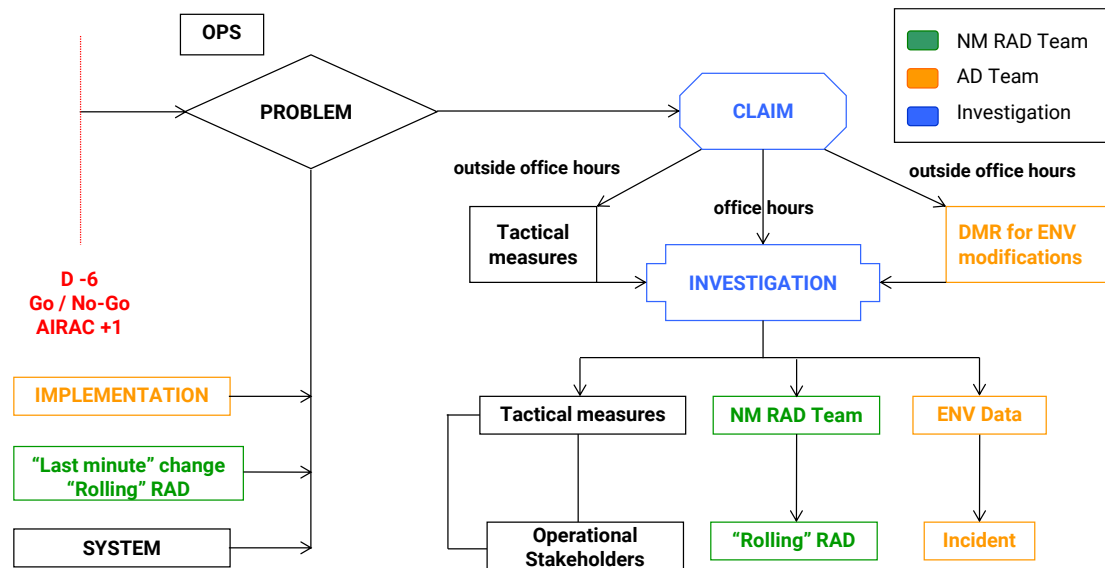 OPS
NM RAD Team
AD Team
Investigation
PROBLEM
CLAIM
outside office hours
office hours
outside office hours
Tactical
measures
DMR for ENV
modifications
INVESTIGATION
D -6
Go / No-Go
AIRAC +1
IMPLEMENTATION
“Last minute” change
“Rolling” RAD
SYSTEM
Tactical measures
NM RAD Team
ENV Data
Operational
Stakeholders
“Rolling” RAD
Incident